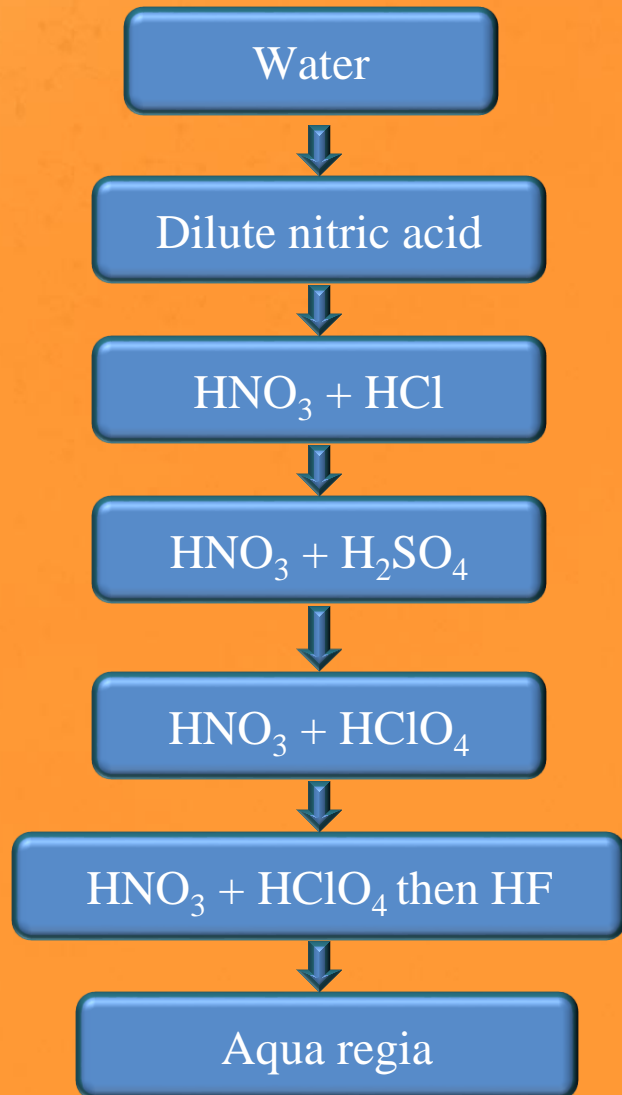 Water
Dilute nitric acid
HNO₃ + HCl
HNO₃ + H₂SO₄
HNO₃ + HClO₄
HNO₃ + HClO₄ then HF
Aqua regia